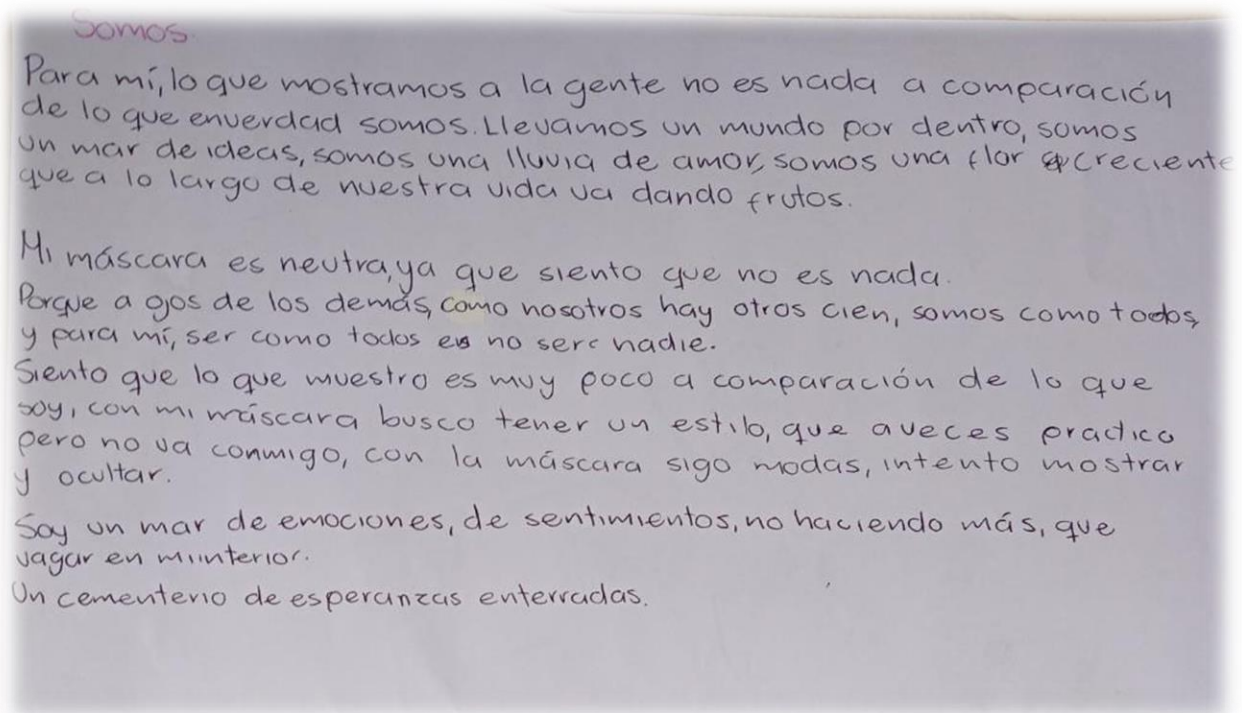 Somos.
Para mí, lo que mostramos a la gente no es nada a comparación
de lo que enverdad somos. Llevamos un mundo por dentro, somos
un mar de ideas, somos una lluvia de amor, somos una flor creciente
que a lo largo de nuestra vida va dando frutos.
Mi máscara es neutra, ya que siento que no es nada.
Porque a ojos de los demás, como nosotros hay otros cien, somos como todos,
y para mí, ser como todos es no ser nadie.
Siento que lo que muestro es muy poco a comparación de lo que
soy, con mi máscara busco tener un estilo, que aveces practico
pero no va conmigo, con la máscara sigo modas, intento mostrar
y ocultar.
Soy un mar de emociones, de sentimientos, no haciendo más, que
vagar en miinterior.
Un cementerio de esperanzas enterradas.